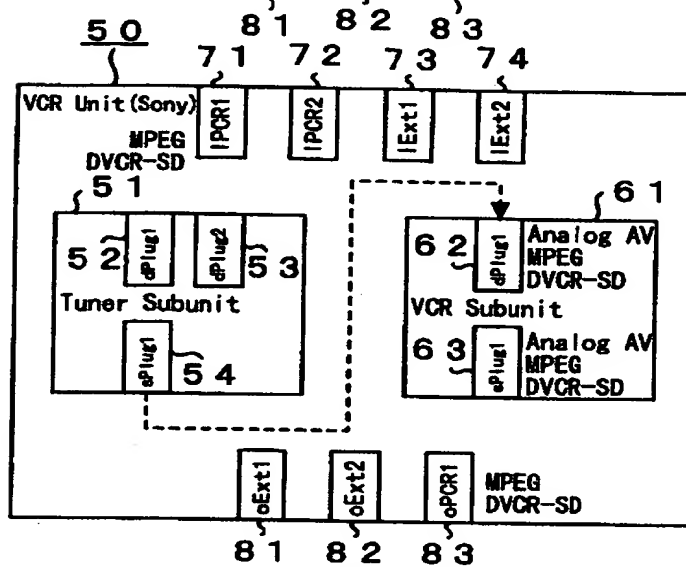 81 82 83
50
71 72 73 74
VCR Unit(Sony)
MPEG
DVCR-SD
IPCR1
IPCR2
IExt1
IExt2
51
61
52
dPlug1
dPlug2
53
Tuner Subunit
oPlug1
54
62
dPlug1
Analog AV
MPEG
DVCR-SD
VCR Subunit
63
oPlug1
Analog AV
MPEG
DVCR-SD
oExt1
oExt2
oPCR1
MPEG
DVCR-SD
81 82 83